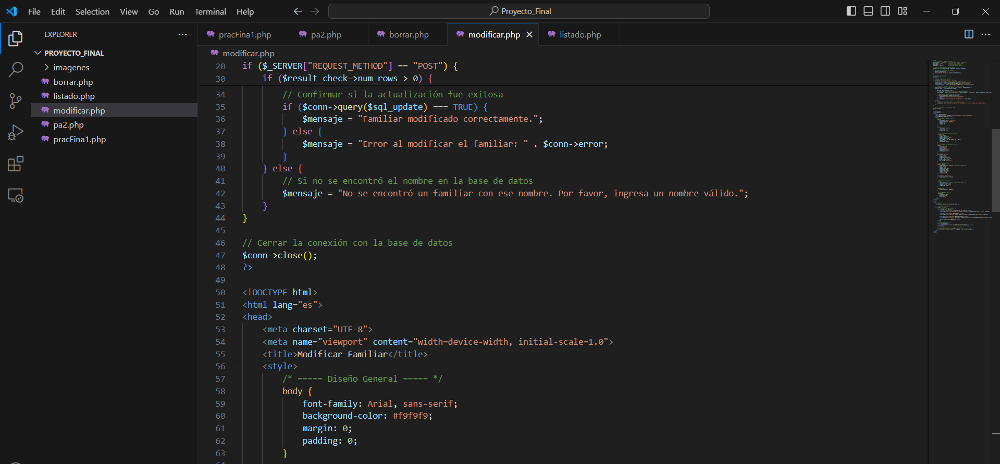 File Edit Selection View Go Run Terminal Help
Proyecto_Final
EXPLORER
PROYECTO_FINAL
imagenes
borrar.php
listado.php
modificar.php
pa2.php
pracFina1.php
pracFina1.php pa2.php borrar.php modificar.php listado.php
modificar.php
20 if ($_SERVER["REQUEST_METHOD"] == "POST") {
30 if ($result_check->num_rows > 0) {
34 // Confirmar si la actualización fue exitosa
35 if ($conn->query($sql_update) === TRUE) {
36 $mensaje = "Familiar modificado correctamente.";
37 } else {
38 $mensaje = "Error al modificar el familiar: " . $conn->error;
39 }
40 } else {
41 // Si no se encontró el nombre en la base de datos
42 $mensaje = "No se encontró un familiar con ese nombre. Por favor, ingresa un nombre válido.";
43 }
44 }
45
46 // Cerrar la conexión con la base de datos
47 $conn->close();
48 ?>
49
50 <!DOCTYPE html>
51 <html lang="es">
52 <head>
53 <meta charset="UTF-8">
54 <meta name="viewport" content="width=device-width, initial-scale=1.0">
55 <title>Modificar Familiar</title>
56 <style>
57 /* ===== Diseño General ===== */
58 body {
59 font-family: Arial, sans-serif;
60 background-color: #f9f9f9;
61 margin: 0;
62 padding: 0;
63 }